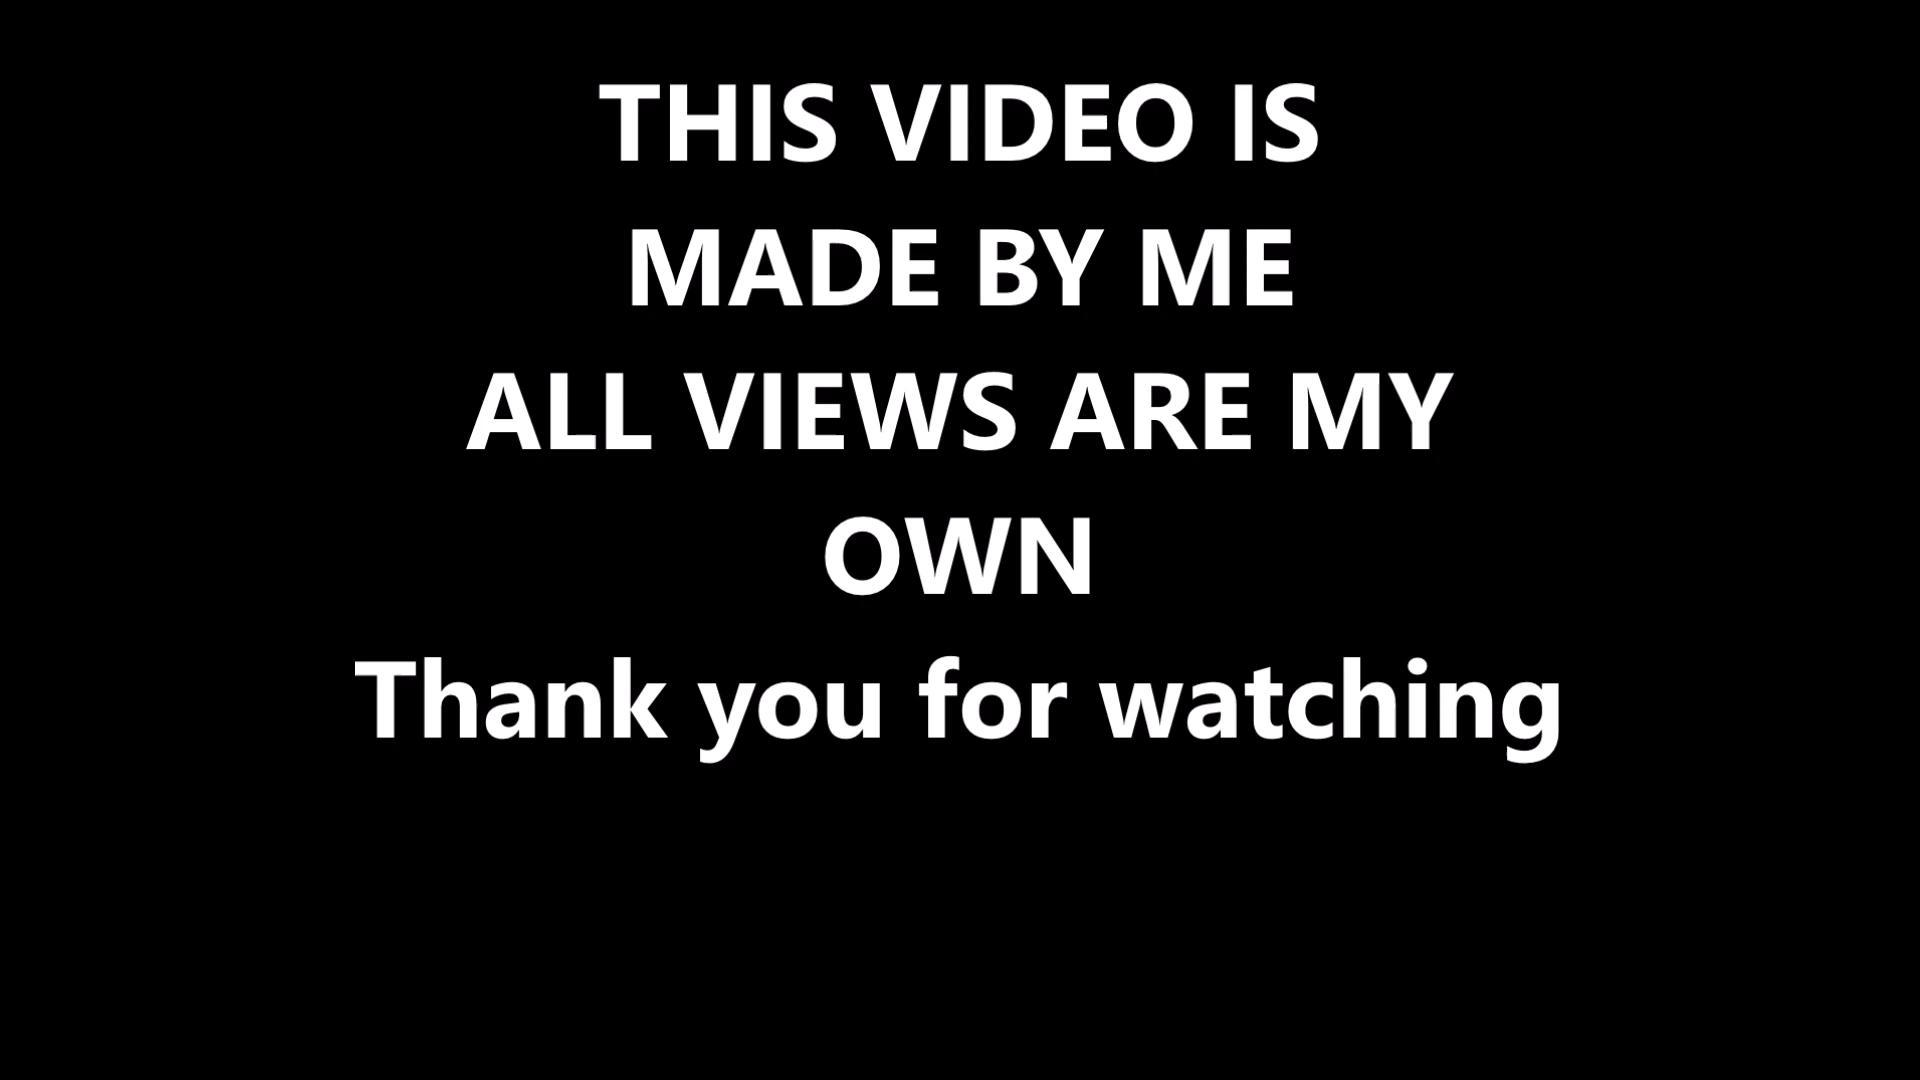 THIS VIDEO IS
MADE BY ME
ALL VIEWS ARE MY
OWN
Thank you for watching